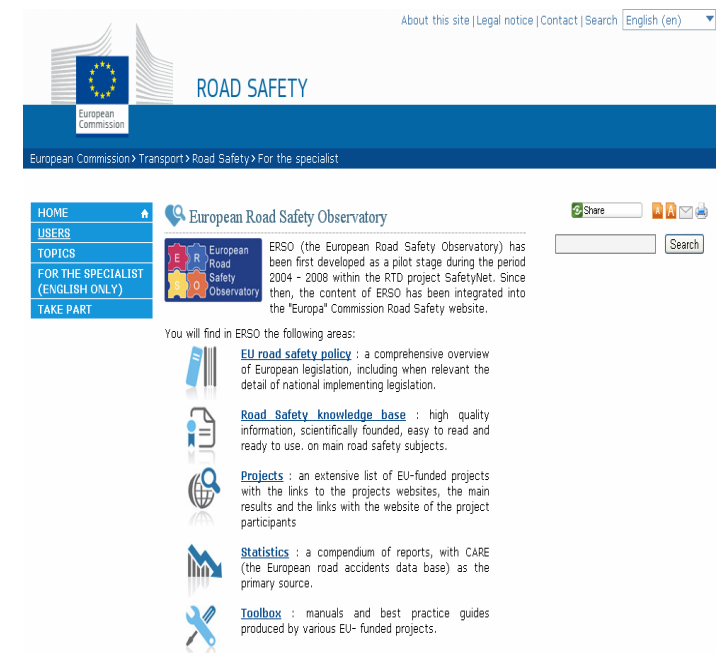 About this site | Legal notice | Contact | Search English (en)
European
Commission
ROAD SAFETY
European Commission > Transport > Road Safety > For the specialist
HOME
USERS
TOPICS
FOR THE SPECIALIST
(ENGLISH ONLY)
TAKE PART
European Road Safety Observatory
E R
S O
European
Road
Safety
Observatory
ERSO (the European Road Safety Observatory) has
been first developed as a pilot stage during the period
2004 - 2008 within the RTD project SafetyNet. Since
then, the content of ERSO has been integrated into
the "Europa" Commission Road Safety website.
You will find in ERSO the following areas:
EU road safety policy : a comprehensive overview
of European legislation, including when relevant the
detail of national implementing legislation.
Road Safety knowledge base : high quality
information, scientifically founded, easy to read and
ready to use. on main road safety subjects.
Projects : an extensive list of EU-funded projects
with the links to the projects websites, the main
results and the links with the website of the project
participants
Statistics : a compendium of reports, with CARE
(the European road accidents data base) as the
primary source.
Toolbox : manuals and best practice guides
produced by various EU- funded projects.
Share
A A
Search